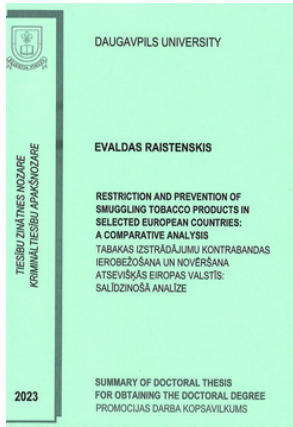 DAUGAVPILS UNIVERSITY
EVALDAS RAISTENSKIS
RESTRICTION AND PREVENTION OF
SMUGGLING TOBACCO PRODUCTS IN
SELECTED EUROPEAN COUNTRIES:
A COMPARATIVE ANALYSIS
TABAKAS IZSTRĀDĀJUMU KONTRABANDAS
IEROBEŽOŠANA UN NOVĒRŠANA
ATSEVIŠĶĀS EIROPAS VALSTĪS:
SALĪDZINOŠĀ ANALĪZE
SUMMARY OF DOCTORAL THESIS
FOR OBTAINING THE DOCTORAL DEGREE
PROMOCIJAS DARBA KOPSAVILKUMS
TIESĪBU ZINĀTNES NOZARE
KRIMINĀLTIESĪBU APAKŠNOZARE
2023